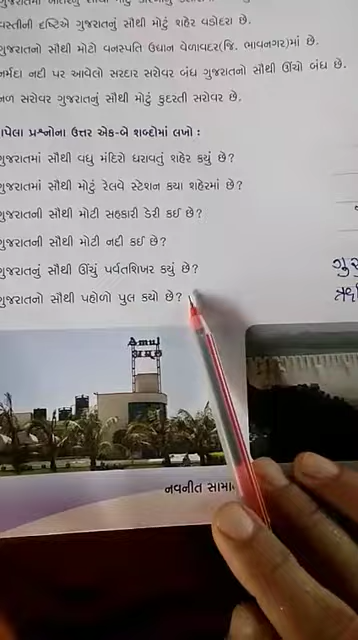 વસ્તીની દૃષ્ટિએ ગુજરાતનું સૌથી મોટું શહેર વડોદરા છે.
ગુજરાતનો સૌથી મોટો વનસ્પતિ ઉદ્યાન વેળાવદર(જિ. ભાવનગર)માં છે.
નર્મદા નદી પર આવેલો સરદાર સરોવર બંધ ગુજરાતનો સૌથી ઊંચો બંધ છે.
નળ સરોવર ગુજરાતનું સૌથી મોટું કુદરતી સરોવર છે.
આપેલા પ્રશ્નોના ઉત્તર એક-બે શબ્દોમાં લખો :
ગુજરાતમાં સૌથી વધુ મંદિરો ધરાવતું શહેર કયું છે?
ગુજરાતમાં સૌથી મોટું રેલવે સ્ટેશન કયા શહેરમાં છે?
ગુજરાતની સૌથી મોટી સહકારી ડેરી કઈ છે?
ગુજરાતની સૌથી મોટી નદી કઈ છે?
ગુજરાતનું સૌથી ઊંચું પર્વતશિખર કયું છે?
ગુજરાતનો સૌથી પહોળો પુલ કયો છે?
Amul
અમૂલ
નવનીત